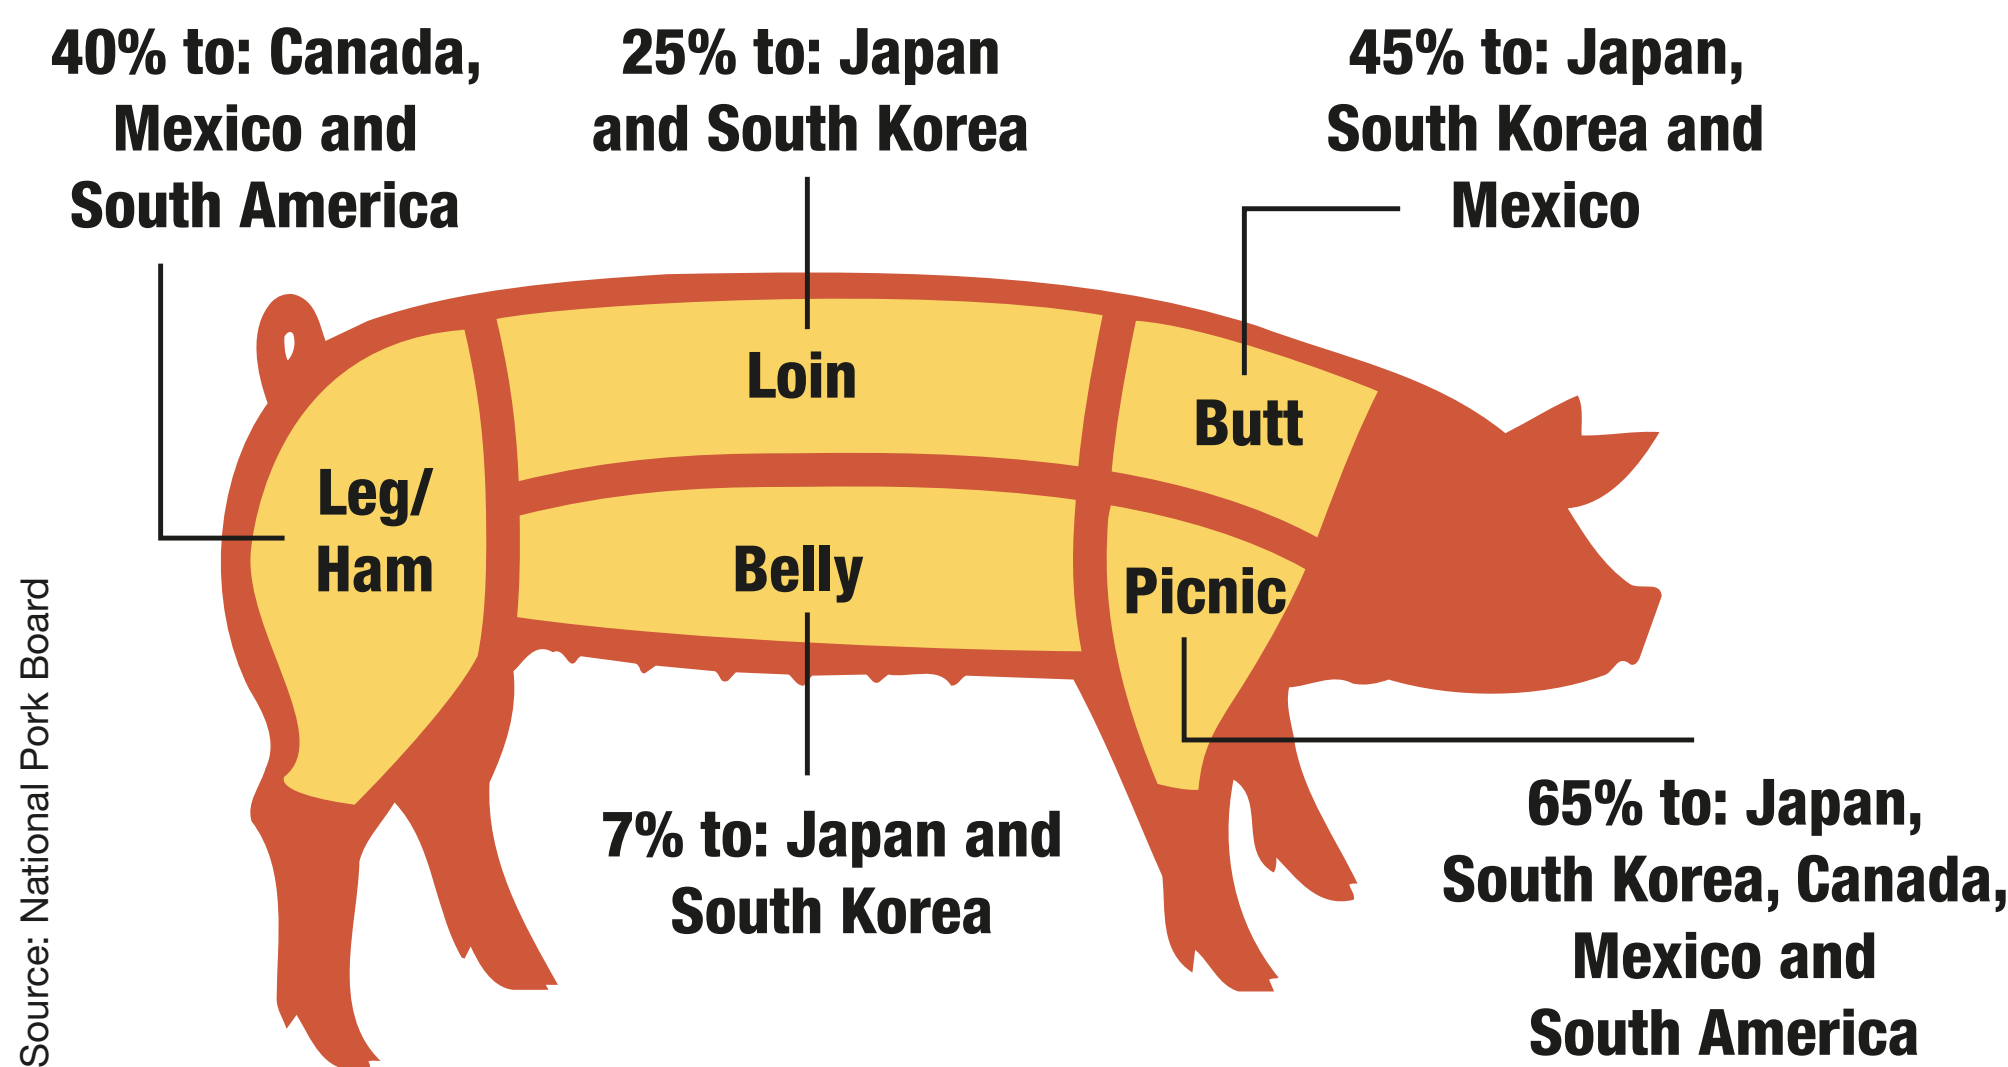 40% to: Canada,
Mexico and
South America
25% to: Japan
and South Korea
45% to: Japan,
South Korea and
Mexico
Loin
Butt
Leg/
Ham
Belly
Picnic
7% to: Japan and
South Korea
65% to: Japan,
South Korea, Canada,
Mexico and
South America
Source: National Pork Board